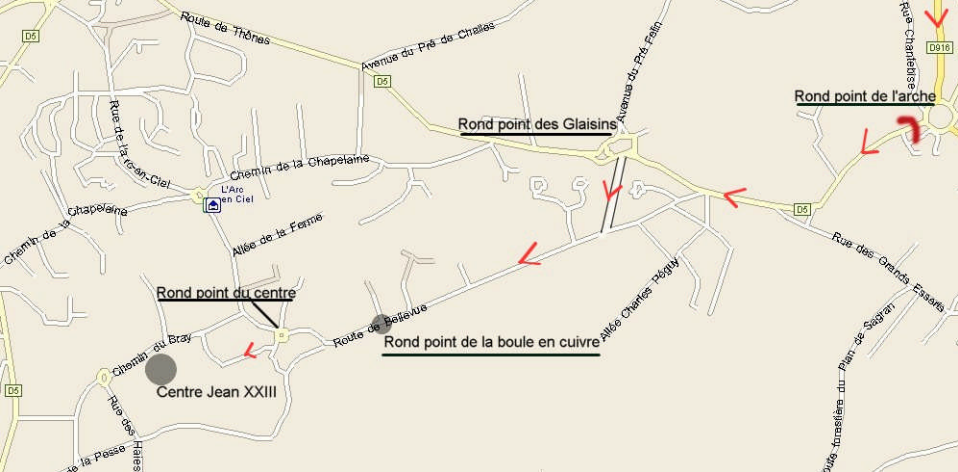 Route de Thônes
D5
Avenue du Pré de Challes
D5
Avenue du Pré Felin
Rue Chantebise
D916
Rond point de l'arche
Rond point des Glaisins
Rue de l'Arc-en-Ciel
Chemin de la Chapelaine
L'Arc
en Ciel
Chemin de la Chapelaine
Allée de la Ferme
D5
Rue des Grands Esserts
Rond point du centre
Route de Bellevue
Rond point de la boule en cuivre
Allée Charles Péguy
Chemin du Bray
Centre Jean XXIII
D5
Rue des Haies
de la Pesse
oute forestière du Plan de Sagran